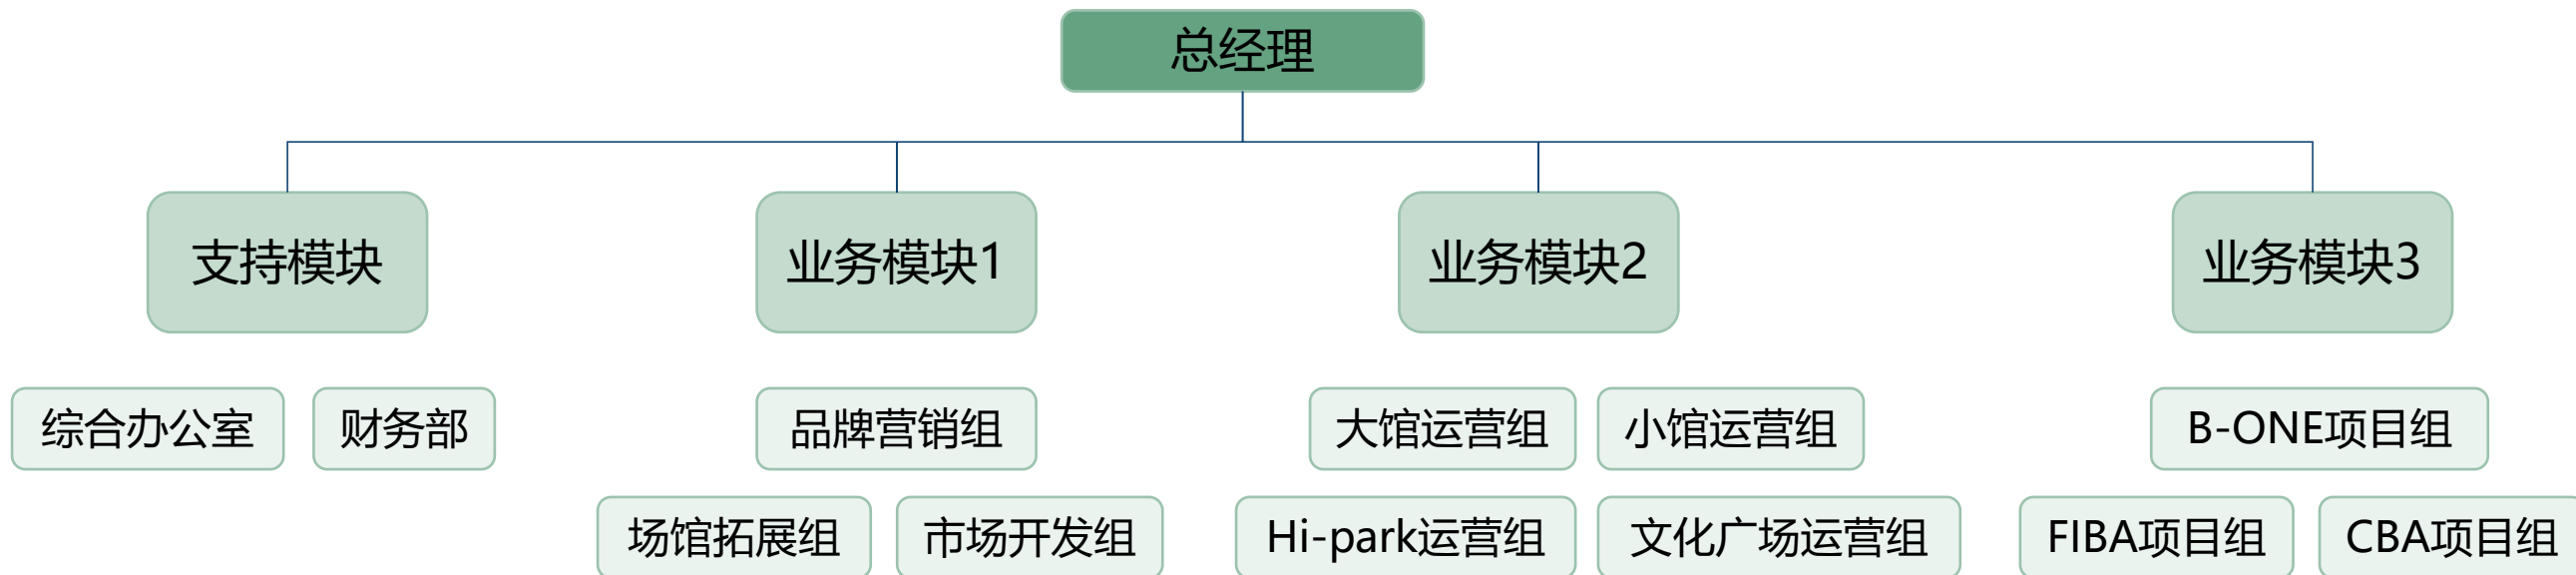 总经理
支持模块
业务模块1
业务模块2
业务模块3
综合办公室
财务部
品牌营销组
大馆运营组
小馆运营组
B-ONE项目组
场馆拓展组
市场开发组
Hi-park运营组
文化广场运营组
FIBA项目组
CBA项目组